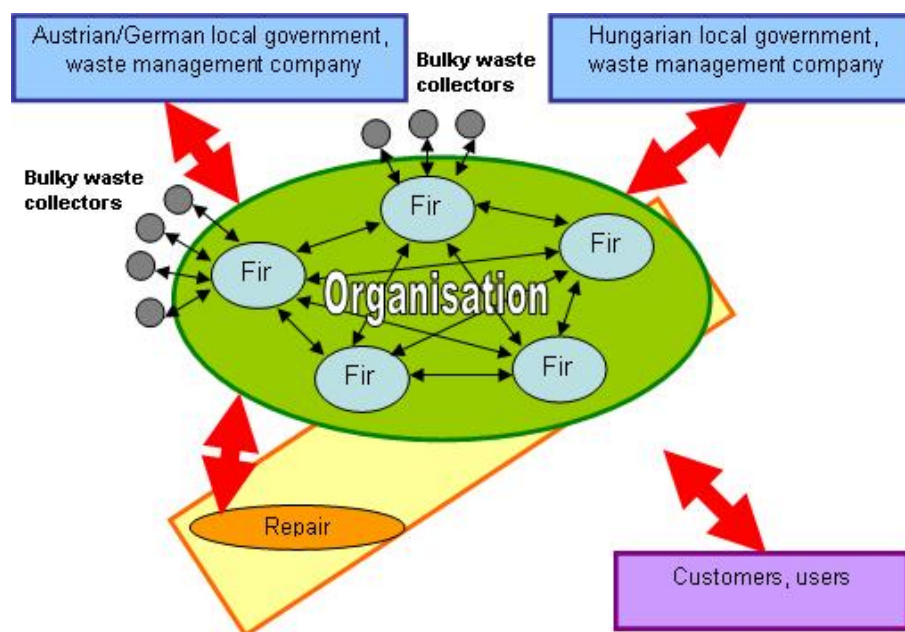 Austrian/German local government,
waste management company
Hungarian local government,
waste management company
Bulky waste
collectors
Bulky waste
collectors
Fir
Fir
Fir
Organisation
Fir
Fir
Repair
Customers, users